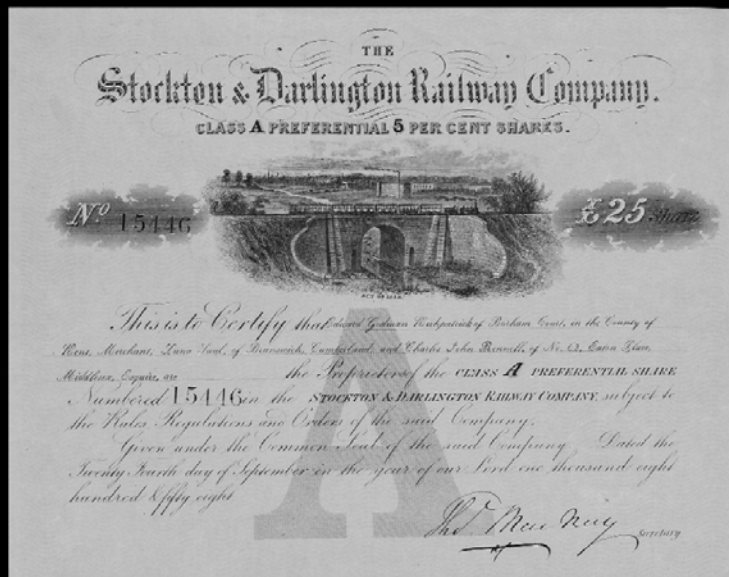 THE
Stockton & Darlington Railway Company.
CLASS A PREFERENTIAL 5 PER CENT SHARES.
No 15446
£25 Share
This is to Certify that Edward Kirkpatrick of Barham Court, in the County of
Kent, Merchant, of Brunswick, Cumberland, and Charles John of No. Eaton Place,
Middlesex, Esquire, are the Proprietors of the CLASS A PREFERENTIAL SHARE
Numbered 15446 in the STOCKTON & DARLINGTON RAILWAY COMPANY, subject to
the Rules, Regulations and Orders of the said Company.
Given under the Common Seal of the said Company. Dated the
Twenty Fourth day of September in the year of our Lord one thousand eight
hundred & fifty eight
Secretary
A